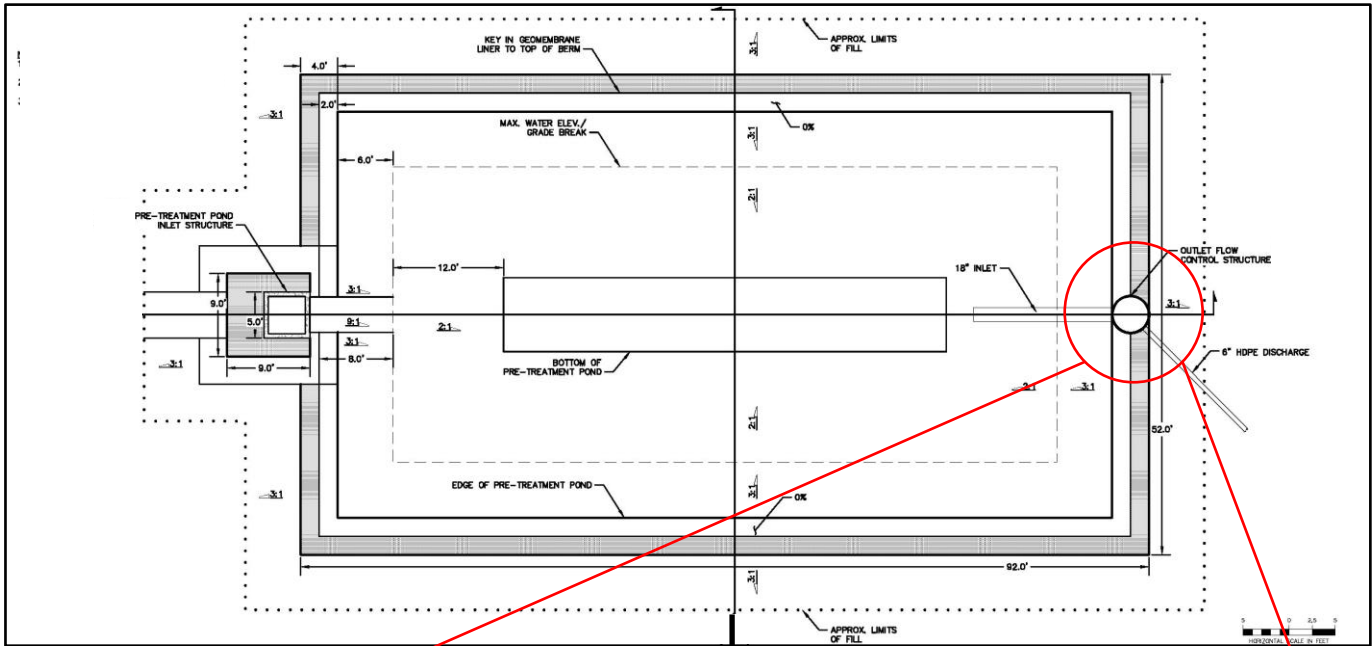 KEY IN GEOMEMBRANE
LINER TO TOP OF BERM
APPROX. LIMITS
OF FILL
3:1
4.0'
2.0'
3:1
0%
3:1
MAX. WATER ELEV./
GRADE BREAK
6.0'
2:1
PRE-TREATMENT POND
INLET STRUCTURE
OUTLET FLOW
CONTROL STRUCTURE
12.0'
18" INLET
3:1
9.0'
5.0'
3:1
9:1
2:1
3:1
8.0'
6" HDPE DISCHARGE
BOTTOM OF
PRE-TREATMENT POND
3:1
9.0'
3:1
2:1
52.0'
EDGE OF PRE-TREATMENT POND
3:1
3:1
0%
92.0'
3:1
APPROX. LIMITS
OF FILL
5 0 2.5 5
HORIZONTAL SCALE IN FEET